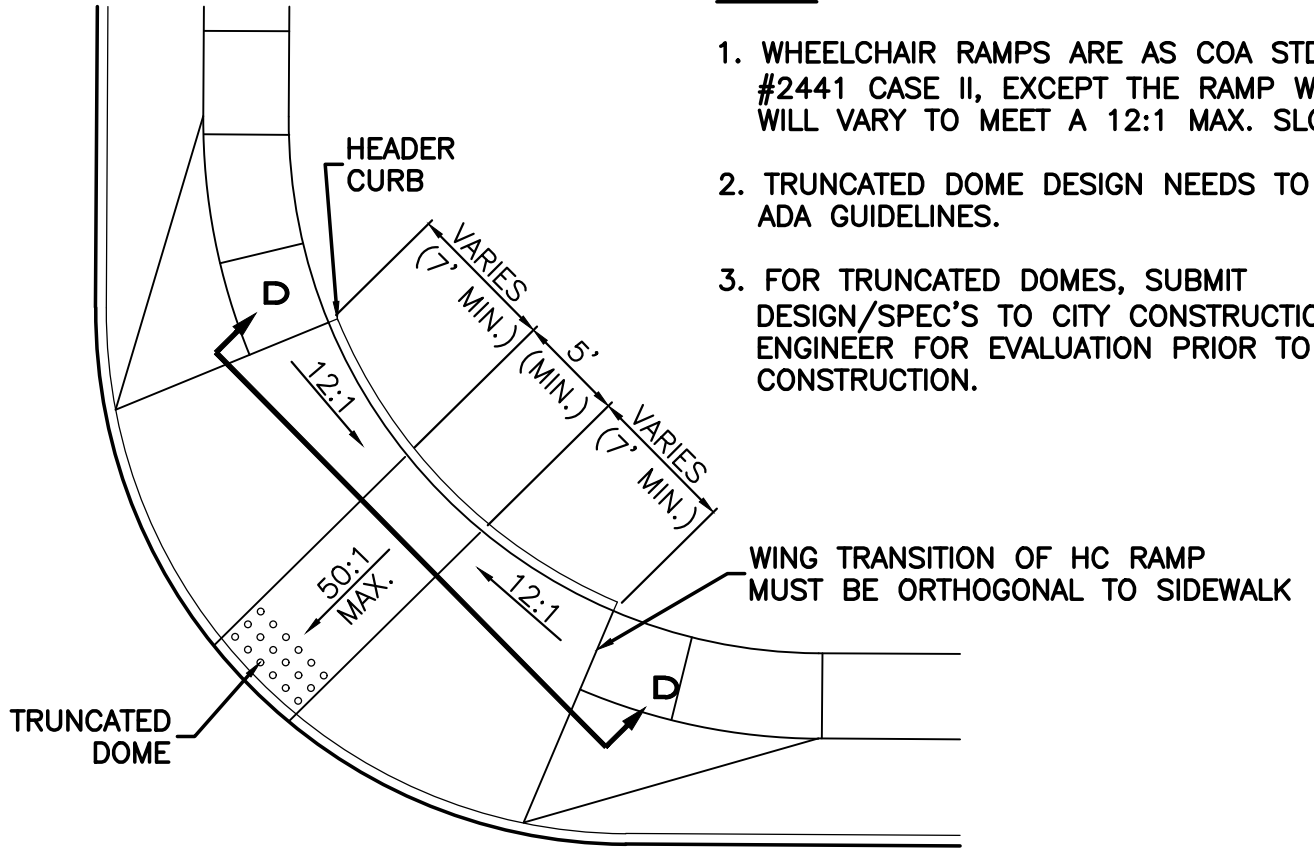 1. WHEELCHAIR RAMPS ARE AS COA STD
#2441 CASE II, EXCEPT THE RAMP
WILL VARY TO MEET A 12:1 MAX.
2. TRUNCATED DOME DESIGN NEEDS TO
ADA GUIDELINES.
3. FOR TRUNCATED DOMES, SUBMIT
DESIGN/SPEC'S TO CITY
ENGINEER FOR EVALUATION PRIOR TO
CONSTRUCTION.
HEADER
CURB
D
VARIES
(7' MIN.)
5'
(MIN.)
VARIES
(7' MIN.)
12:1
50:1
MAX.
12:1
WING TRANSITION OF HC RAMP
MUST BE ORTHOGONAL TO SIDEWALK
D
TRUNCATED
DOME